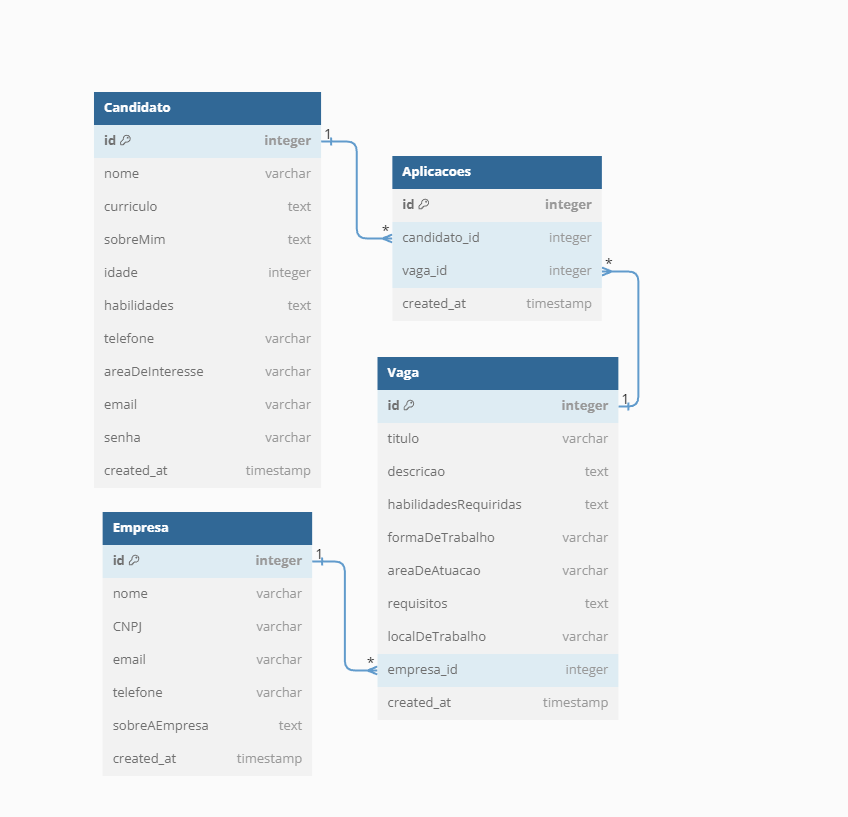 Candidato
id integer
nome varchar
curriculo text
sobreMim text
idade integer
habilidades text
telefone varchar
areaDeInteresse varchar
email varchar
senha varchar
created_at timestamp
1
*
Aplicacoes
id integer
candidato_id integer
vaga_id integer
created_at timestamp
*
1
Vaga
id integer
titulo varchar
descricao text
habilidadesRequiridas text
formaDeTrabalho varchar
areaDeAtuacao varchar
requisitos text
localDeTrabalho varchar
empresa_id integer
created_at timestamp
Empresa
id integer
nome varchar
CNPJ varchar
email varchar
telefone varchar
sobreAEmpresa text
created_at timestamp
1
*